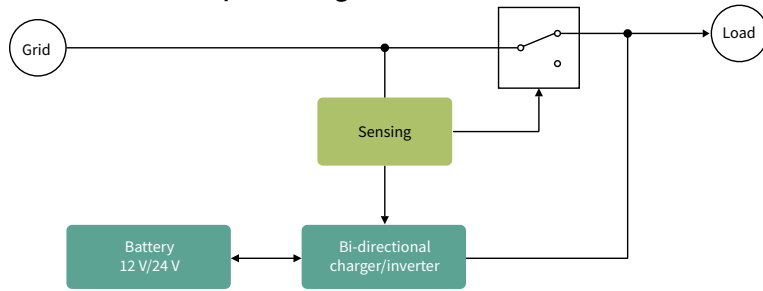 Grid
Load
Sensing
Battery
12 V/24 V
Bi-directional
charger/inverter